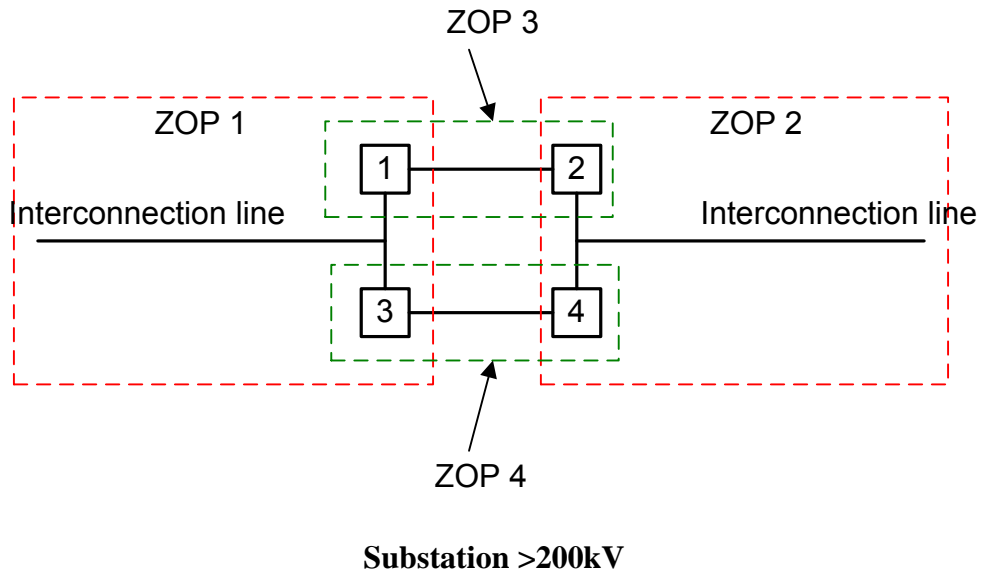 ZOP 3
ZOP 1
ZOP 2
1
2
Interconnection line
Interconnection line
3
4
ZOP 4
Substation >200kV